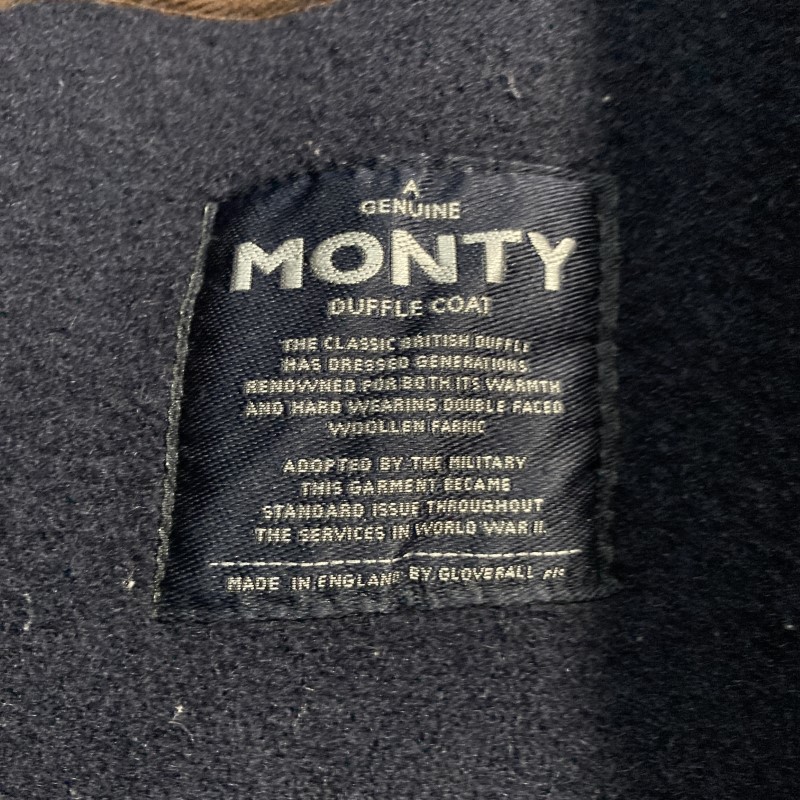 A
GENUINE
MONTY
DUFFLE COAT
THE CLASSIC BRITISH DUFFLE
HAS DRESSED GENERATIONS
RENOWNED FOR BOTH ITS WARMTH
AND HARD WEARING DOUBLE FACED
WOOLLEN FABRIC
ADOPTED BY THE MILITARY
THIS GARMENT BECAME
STANDARD ISSUE THROUGHOUT
THE SERVICES IN WORLD WAR II.
MADE IN ENGLAND BY GLOVERALL plc